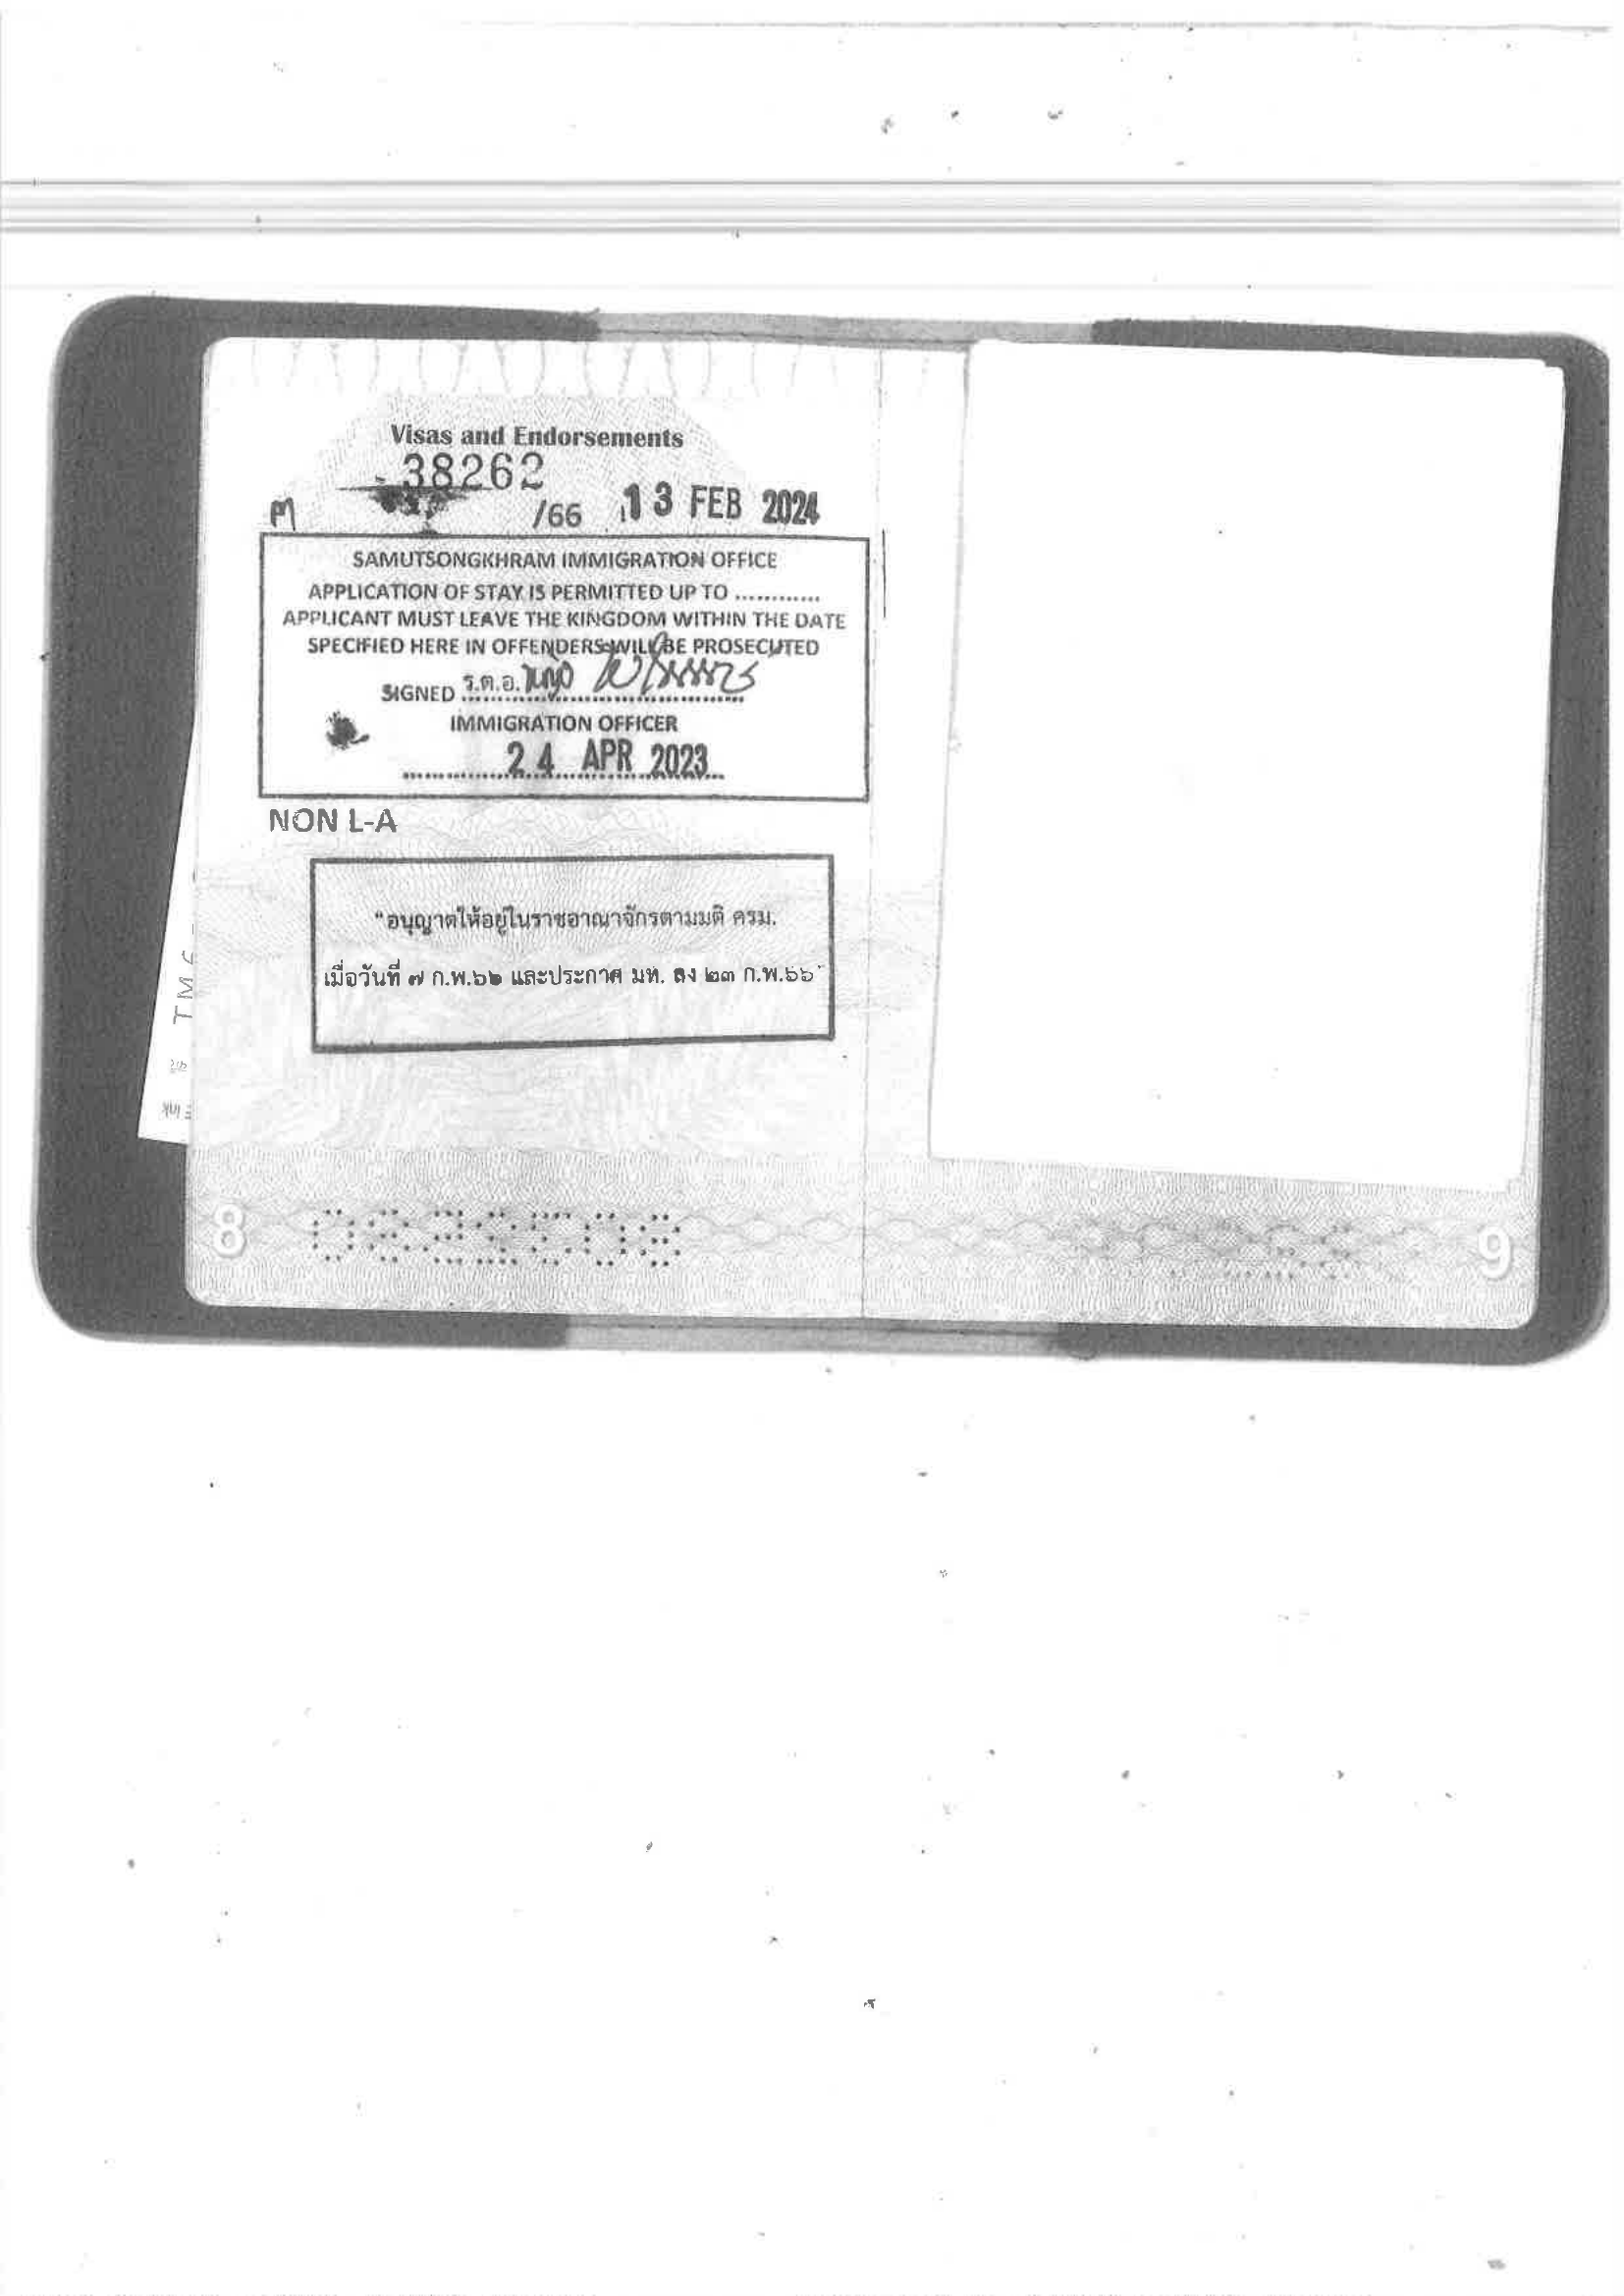 Visas and Endorsements
38262
ต /66 13 FEB 2024
SAMUTSONGKHRAM IMMIGRATION OFFICE
APPLICATION OF STAY IS PERMITTED UP TO ............
APPLICANT MUST LEAVE THE KINGDOM WITHIN THE DATE
SPECIFIED HERE IN OFFENDERS WILL BE PROSECUTED
SIGNED ร.ต.อ.
IMMIGRATION OFFICER
24 APR 2023
NON L-A
"อนุญาตให้อยู่ในราชอาณาจักรตามมติ ครม.
เมื่อวันที่ ๗ ก.พ.๖๖ และประกาศ มท. ลง ๒๓ ก.พ.๖๖"
TM6
8
9